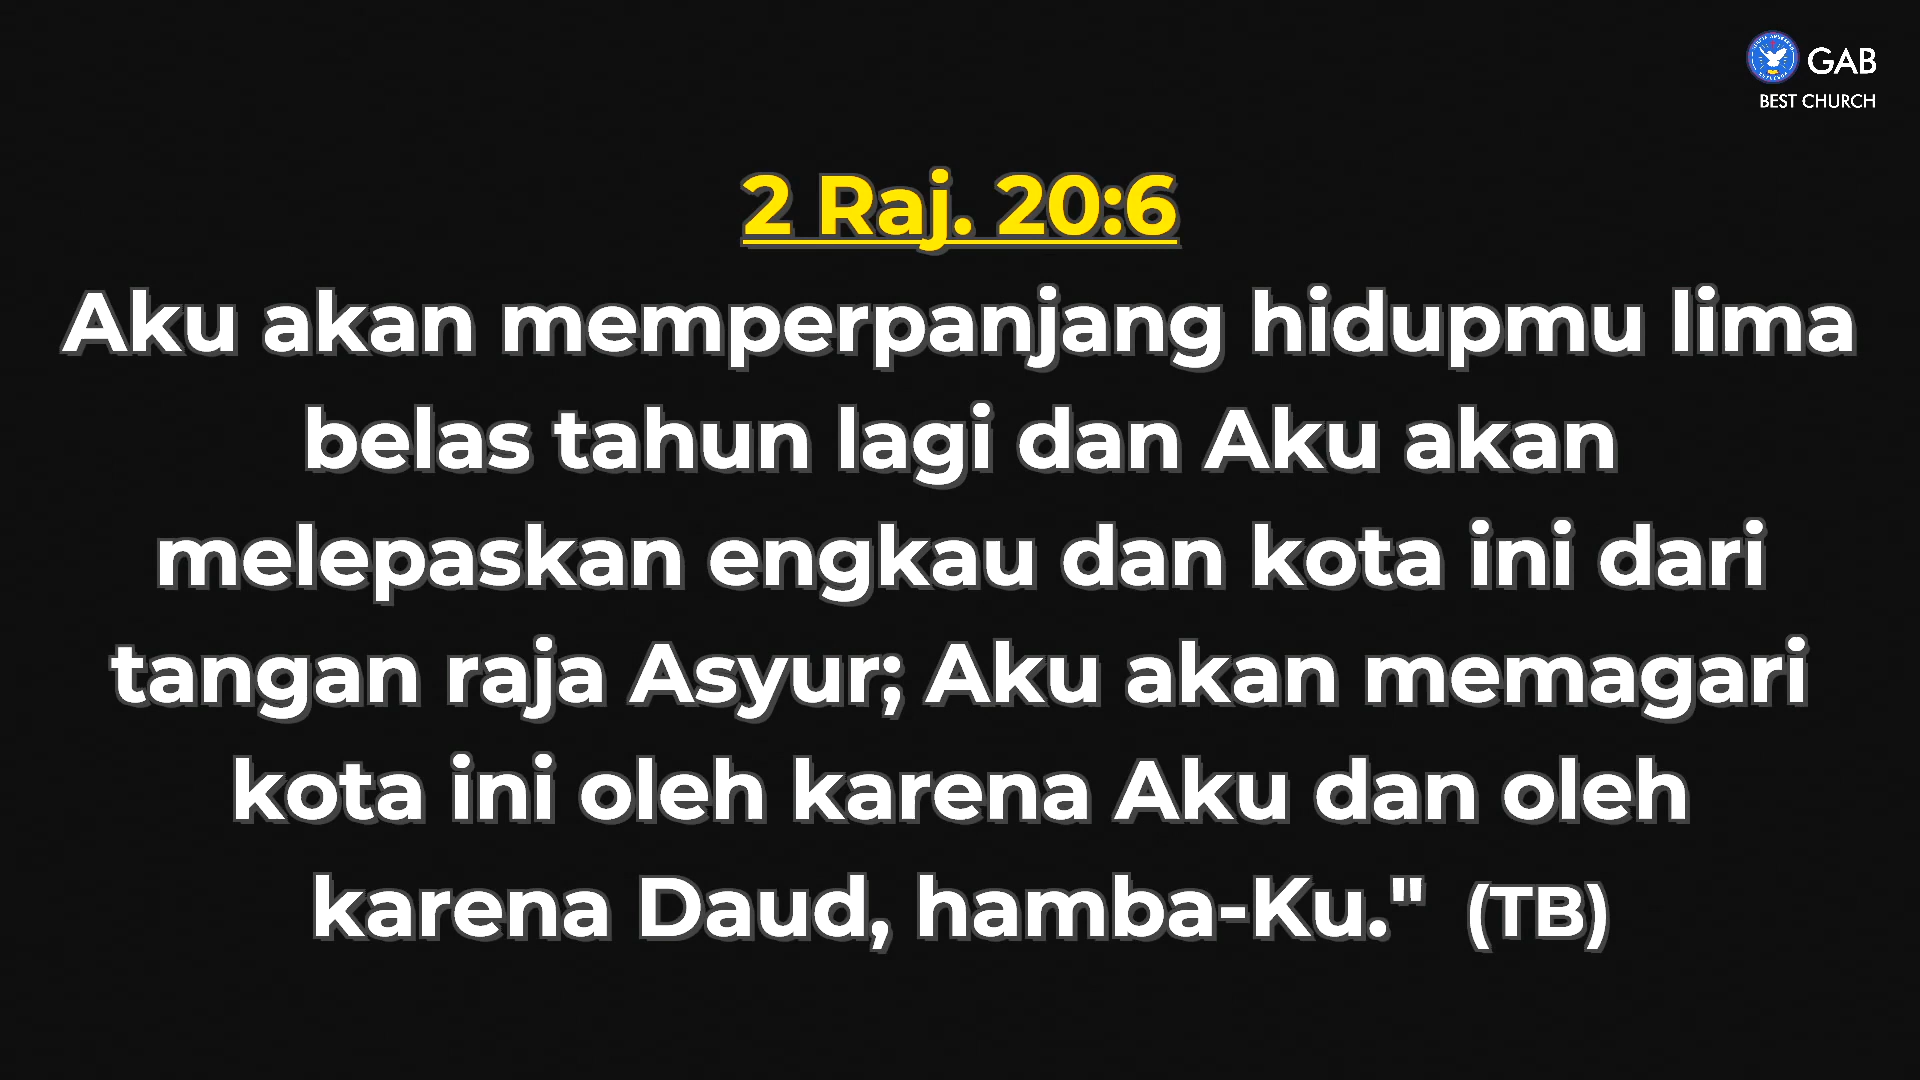 GAB
BEST CHURCH
2 Raj. 20:6
Aku akan memperpanjang hidupmu lima
belas tahun lagi dan Aku akan
melepaskan engkau dan kota ini dari
tangan raja Asyur; Aku akan memagari
kota ini oleh karena Aku dan oleh
karena Daud, hamba-Ku."  (TB)